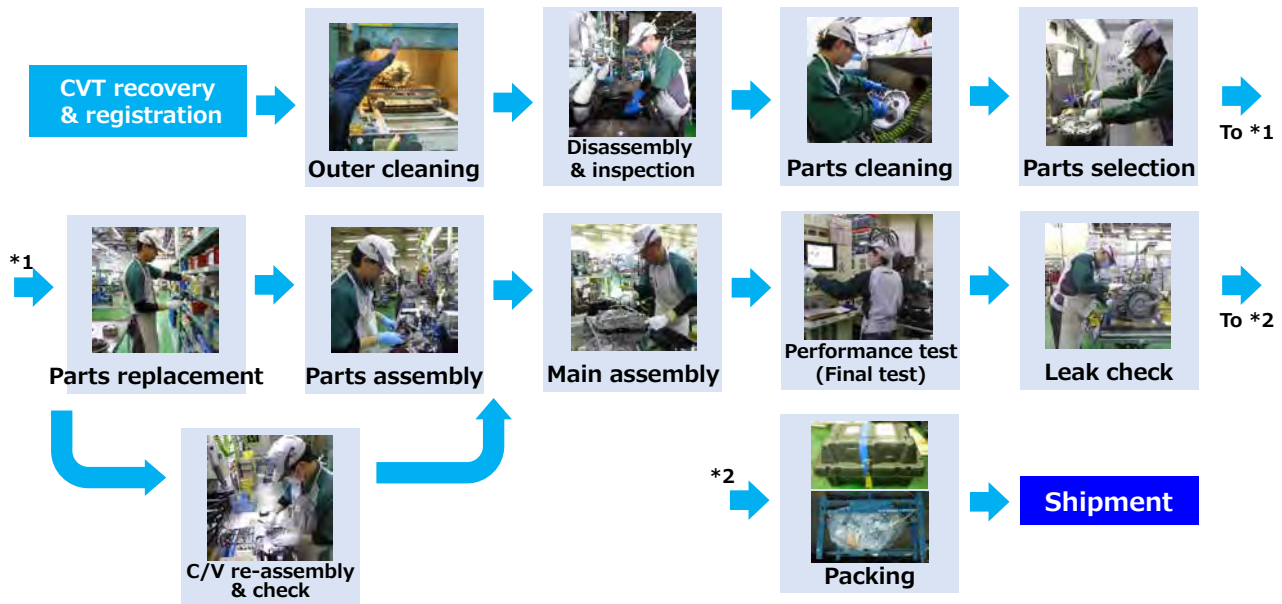 CVT recovery
& registration
Outer cleaning
Disassembly
& inspection
Parts cleaning
Parts selection
To *1
*1
Parts replacement
Parts assembly
Main assembly
Performance test
(Final test)
Leak check
To *2
C/V re-assembly
& check
*2
Packing
Shipment